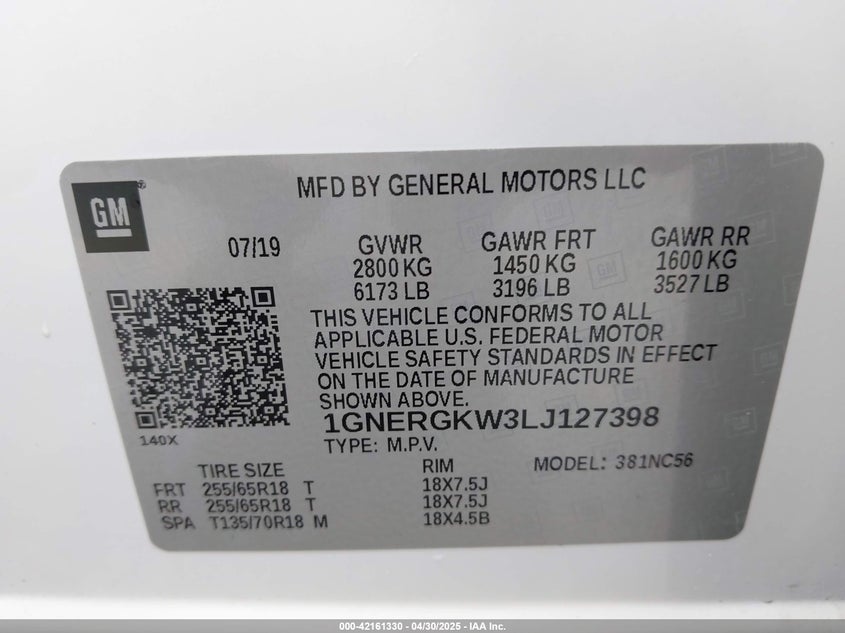 MFD BY GENERAL MOTORS LLC
GM®
07/19
GVWR GAWR FRT GAWR RR
2800 KG 1450 KG 1600 KG
6173 LB 3196 LB 3527 LB
THIS VEHICLE CONFORMS TO ALL
APPLICABLE U.S. FEDERAL MOTOR
VEHICLE SAFETY STANDARDS IN EFFECT
ON THE DATE OF MANUFACTURE
SHOWN ABOVE.
1GNERGKW3LJ127398
140X
TYPE: M.P.V.
TIRE SIZE RIM MODEL: 381NC56
FRT 255/65R18 T 18X7.5J
RR 255/65R18 T 18X7.5J
SPA T135/70R18 M 18X4.5B
000-42161330 - 04/30/2025 - IAA Inc.